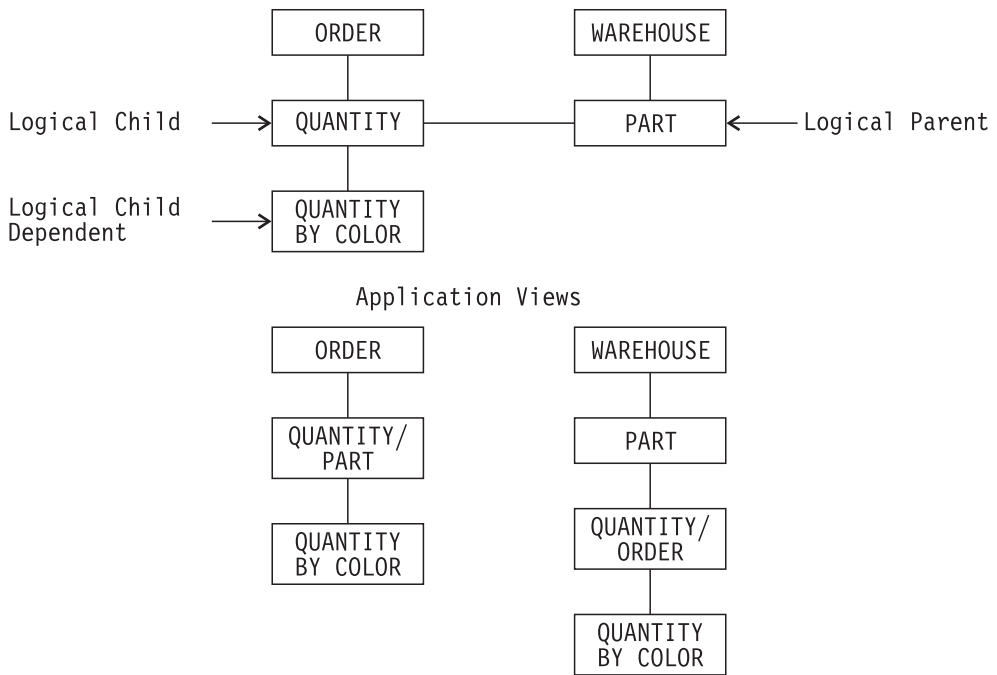 ORDER
WAREHOUSE
Logical Child
QUANTITY
PART
Logical Parent
Logical Child
Dependent
QUANTITY
BY COLOR
Application Views
ORDER
WAREHOUSE
QUANTITY/
PART
PART
QUANTITY
BY COLOR
QUANTITY/
ORDER
QUANTITY
BY COLOR